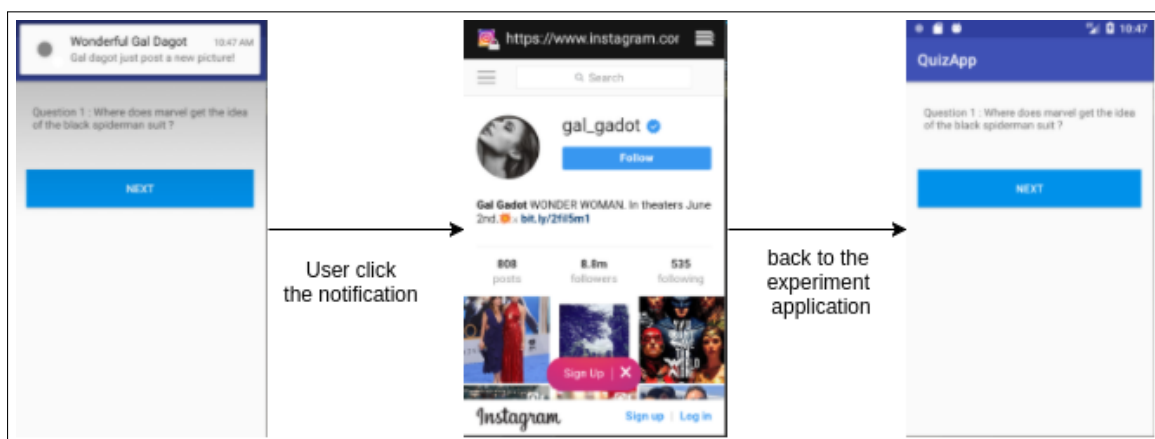 Wonderful Gal Dagot 10:47 AM
Gal dagot just post a new picture!
Question 1 : Where does marvel get the idea
of the black spiderman suit ?
NEXT
User click
the notification
https://www.instagram.cor
Search
gal_gadot
Follow
Gal Gadot WONDER WOMAN. In theaters June
2nd. bit.ly/2fiI5m1
808 8.8m 535
posts followers following
Sign Up | X
Instagram Sign up | Log in
back to the
experiment
application
10:47
QuizApp
Question 1 : Where does marvel get the idea
of the black spiderman suit ?
NEXT